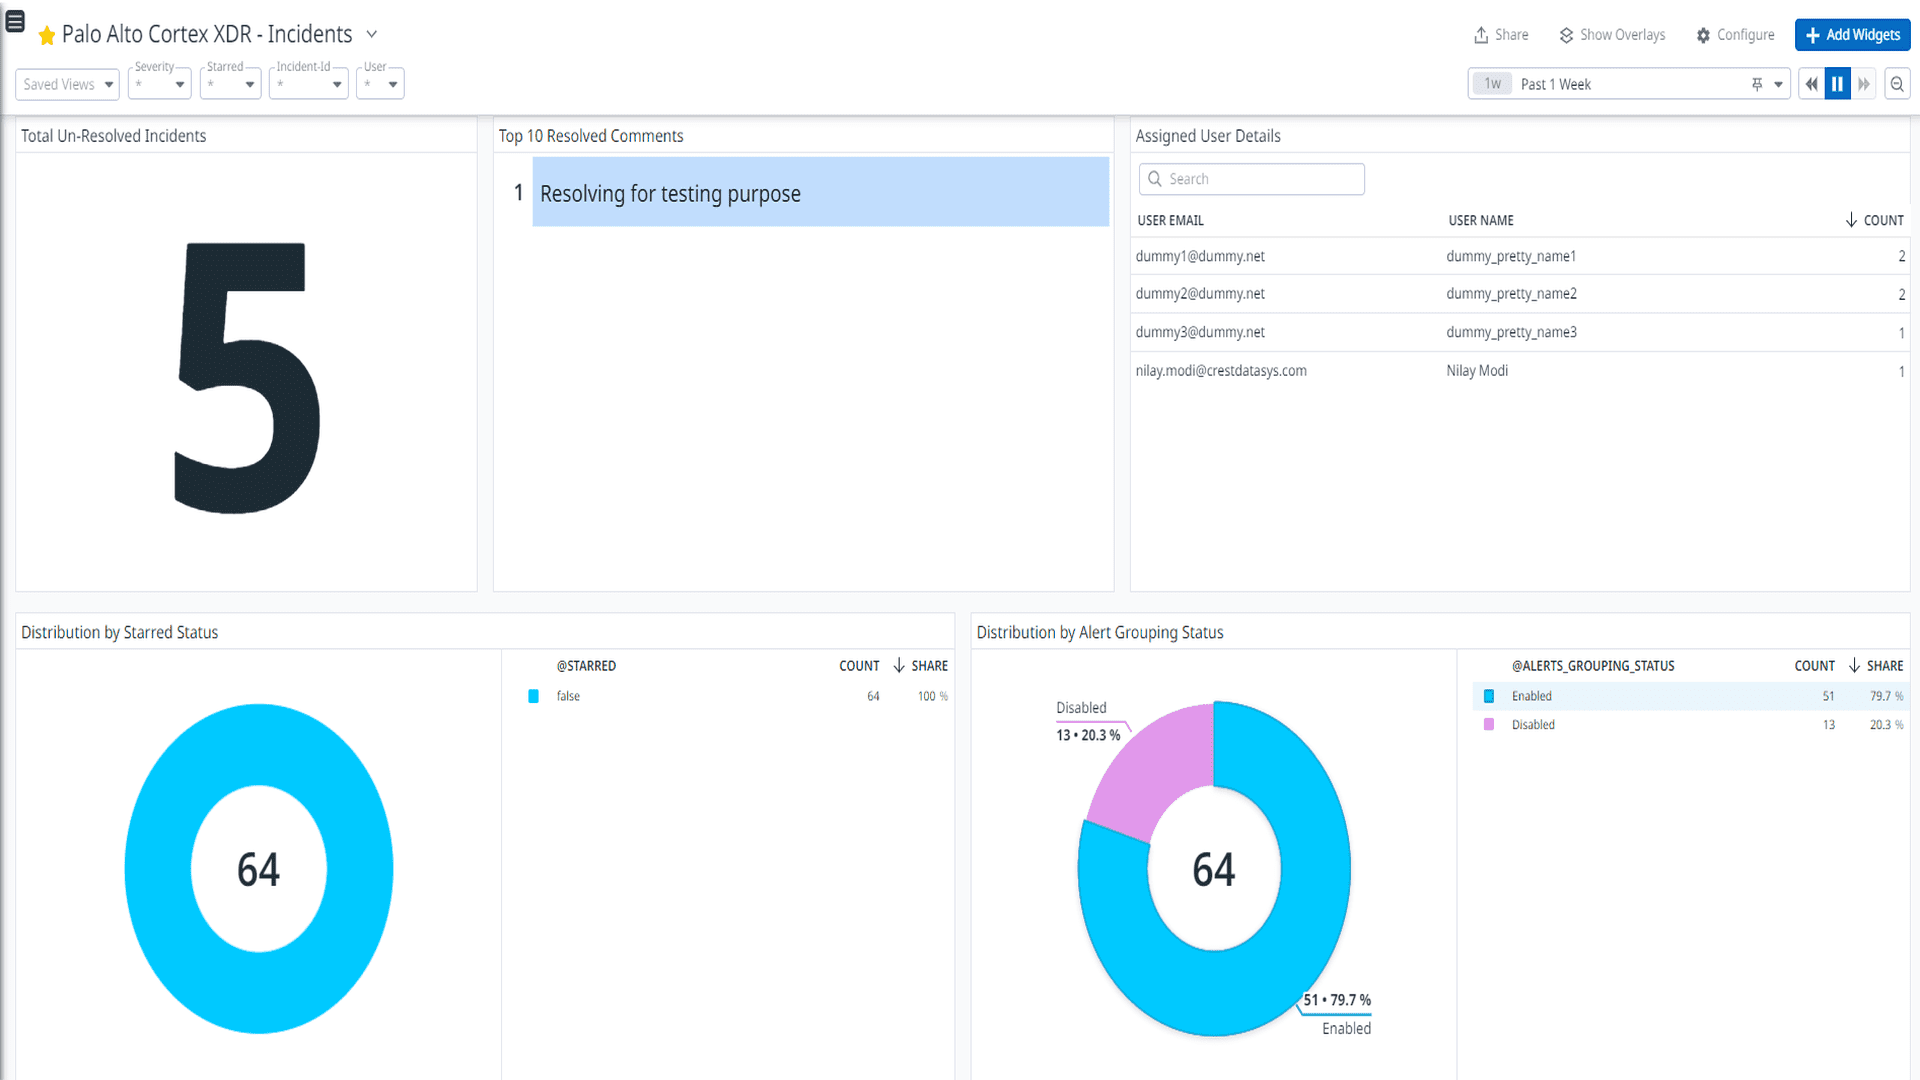 Palo Alto Cortex XDR - Incidents
Share
Show Overlays
Configure
Add Widgets
Saved Views
Severity
*
Starred
*
Incident-Id
*
User
*
1w Past 1 Week
Total Un-Resolved Incidents
5
Top 10 Resolved Comments
1 Resolving for testing purpose
Assigned User Details
Search
USER EMAIL USER NAME COUNT
dummy1@dummy.net dummy_pretty_name1 2
dummy2@dummy.net dummy_pretty_name2 2
dummy3@dummy.net dummy_pretty_name3 1
nilay.modi@crestdatasys.com Nilay Modi 1
Distribution by Starred Status
64
@STARRED COUNT SHARE
false 64 100 %
Distribution by Alert Grouping Status
Disabled
13 • 20.3 %
64
51 • 79.7 %
Enabled
@ALERTS_GROUPING_STATUS COUNT SHARE
Enabled 51 79.7 %
Disabled 13 20.3 %